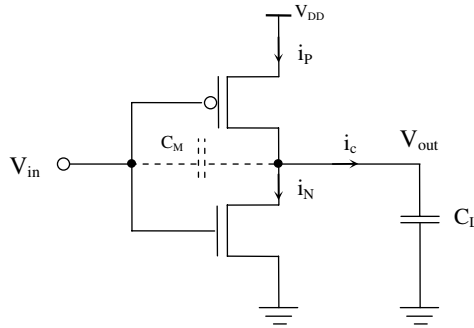 V_DD
i_P
C_M
V_in
i_c
V_out
i_N
C_L